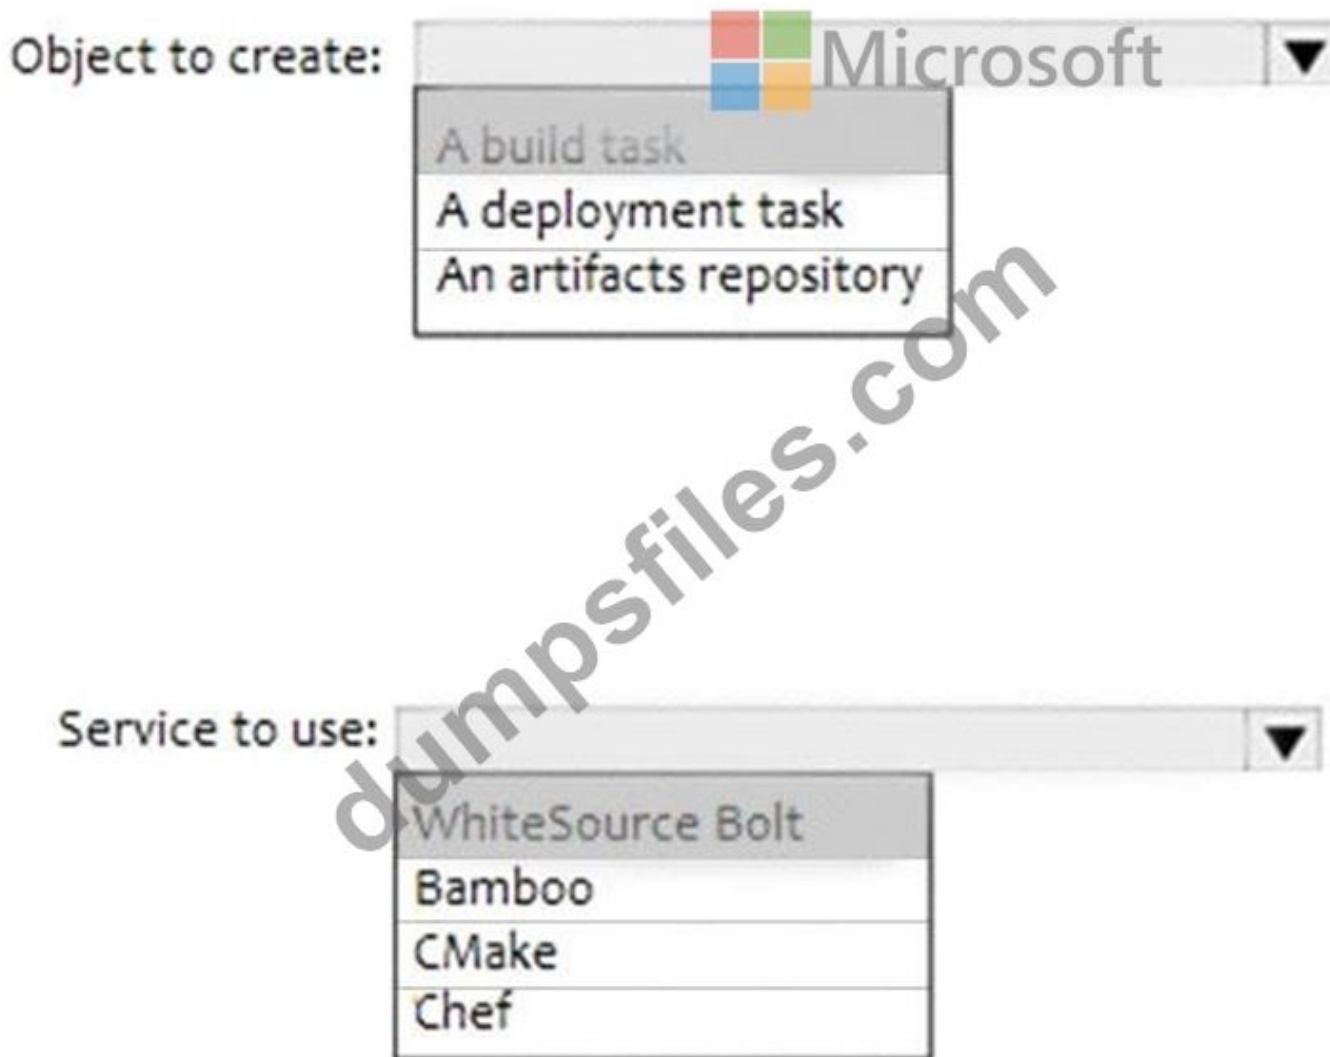 Object to create:
Microsoft
A build task
A deployment task
An artifacts repository
dumpsfiles.com
Service to use:
WhiteSource Bolt
Bamboo
CMake
Chef